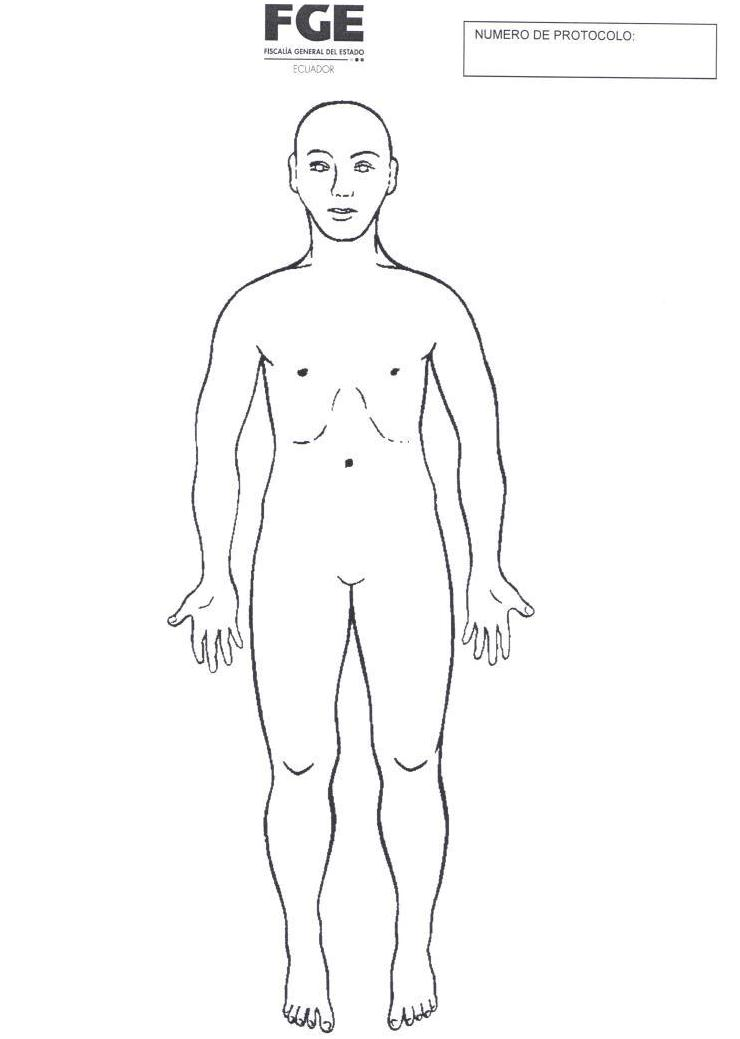 FGE
FISCALÍA GENERAL DEL ESTADO
ECUADOR
NUMERO DE PROTOCOLO: